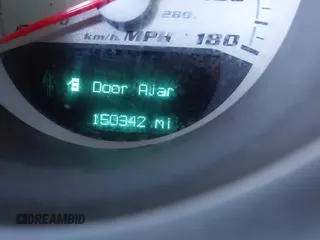 260
km/h MPH 180
Door Ajar
150342 mi
DREAMBID